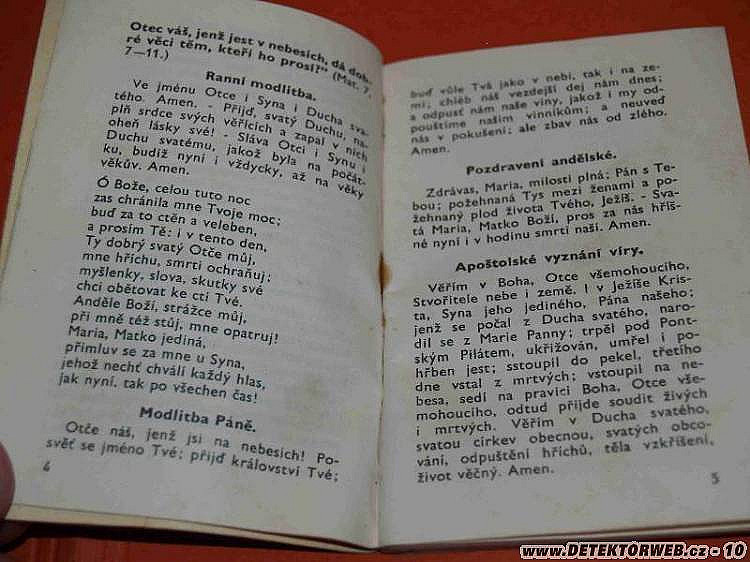 Otec váš, jenž jest v nebesích, dá dob-
ré věci těm, kteří ho prosí?“ (Mat. 7,
7—11.)
Ranní modlitba.
Ve jménu Otce i Syna i Ducha sva-
tého. Amen. - Přijď, svatý Duchu, na-
plň srdce svých věřících a zapal v nich
oheň lásky své! - Sláva Otci i Synu i
Duchu svatému, jakož byla na počát-
ku, budiž nyní i vždycky, až na věky
věkův. Amen.
Ó Bože, celou tuto noc
zas chránila mne Tvoje moc;
buď za to ctěn a veleben,
a prosím Tě: i v tento den,
Ty dobrý svatý Otče můj,
mne hříchu, smrti ochraňuj;
myšlenky, slova, skutky své
chci obětovat ke cti Tvé.
Anděle Boží, strážce můj,
při mně též stůj, mne opatruj!
Maria, Matko jediná,
přimluv se za mne u Syna,
jehož nechť chválí každý hlas,
jak nyní, tak po všechen čas!
Modlitba Páně.
Otče náš, jenž jsi na nebesích! Po-
svěť se jméno Tvé; přijď království Tvé;
4
buď vůle Tvá jako v nebi, tak i na ze-
mi; chléb náš vezdejší dej nám dnes;
a odpusť nám naše viny, jakož i my od-
pouštíme našim vinníkům; a neuveď
nás v pokušení; ale zbav nás od zlého.
Amen.
Pozdravení andělské.
Zdrávas, Maria, milosti plná; Pán s Te-
bou; požehnaná Tys mezi ženami a po-
žehnaný plod života Tvého, Ježíš. - Sva-
tá Maria, Matko Boží, pros za nás hříš-
né nyní i v hodinu smrti naší. Amen.
Apoštolské vyznání víry.
Věřím v Boha, Otce všemohoucího,
Stvořitele nebe i země. I v Ježíše Kris-
ta, Syna jeho jediného, Pána našeho;
jenž se počal z Ducha svatého, naro-
dil se z Marie Panny; trpěl pod Pont-
ským Pilátem, ukřižován, umřel i po-
hřben jest; sstoupil do pekel, třetího
dne vstal z mrtvých; vstoupil na ne-
besa, sedí na pravici Boha, Otce vše-
mohoucího, odtud přijde soudit živých
i mrtvých. Věřím v Ducha svatého,
svatou církev obecnou, svatých obco-
vání, odpuštění hříchů, těla vzkříšení,
život věčný. Amen.
5
www.DETEKTORWEB.cz - 10